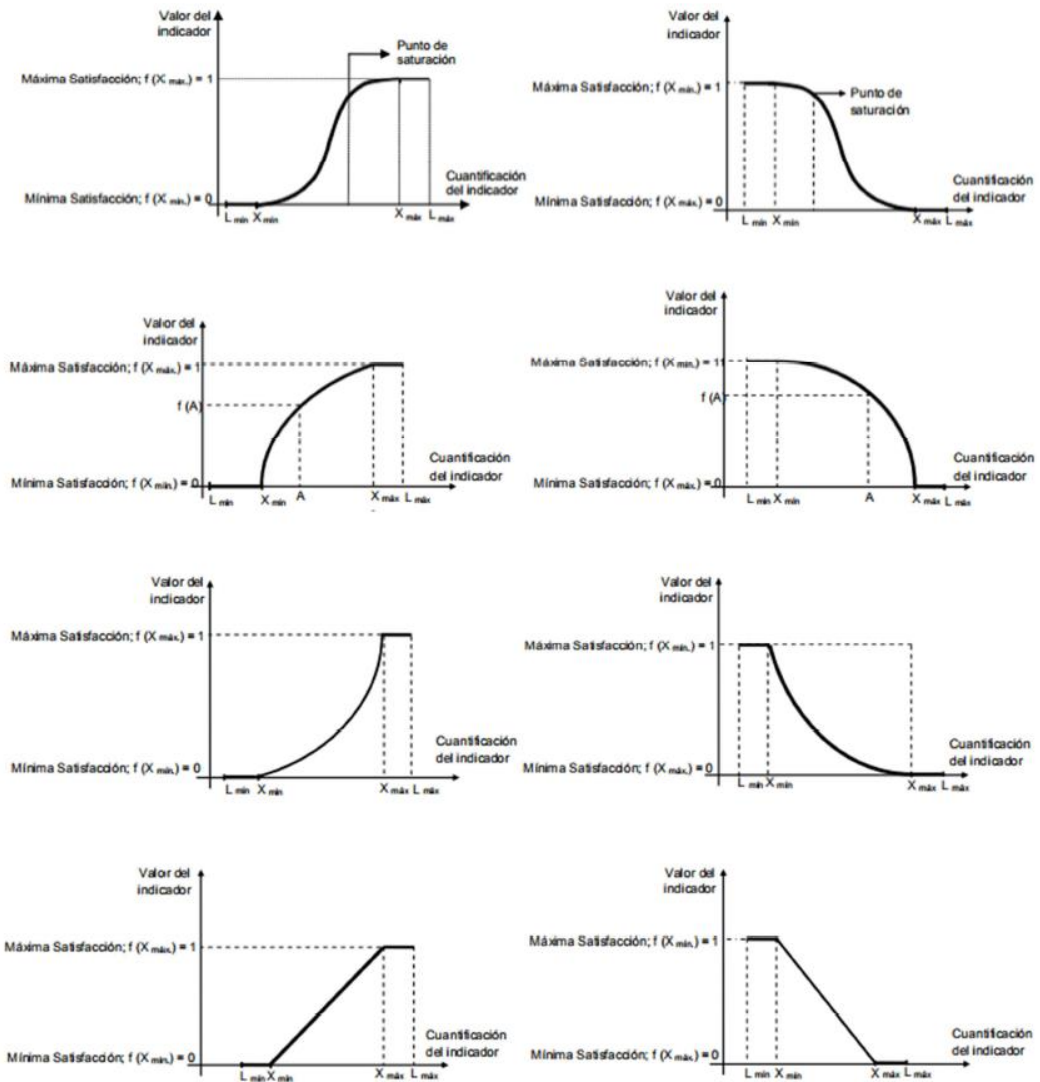 Valor del
indicador
Punto de
saturación
Máxima Satisfacción; f (X máx.) = 1
Cuantificación
del indicador
Mínima Satisfacción; f (X mín.) = 0
L mín X mín X máx L máx
Valor del
indicador
Máxima Satisfacción; f (X mín.) = 1
Punto de
saturación
Cuantificación
del indicador
Mínima Satisfacción; f (X máx.) = 0
L mín X mín X máx L máx
Valor del
indicador
Máxima Satisfacción; f (X máx.) = 1
f (A)
Cuantificación
del indicador
Mínima Satisfacción; f (X mín.) = 0
L mín X mín A X máx L máx
Valor del
indicador
Máxima Satisfacción; f (X mín.) = 1
f (A)
Cuantificación
del indicador
Mínima Satisfacción; f (X máx.) = 0
L mín X mín A X máx L máx
Valor del
indicador
Máxima Satisfacción; f (X máx.) = 1
Cuantificación
del indicador
Mínima Satisfacción; f (X mín.) = 0
L mín X mín X máx L máx
Valor del
indicador
Máxima Satisfacción; f (X mín.) = 1
Cuantificación
del indicador
Mínima Satisfacción; f (X máx.) = 0
L mín X mín X máx L máx
Valor del
indicador
Máxima Satisfacción; f (X máx.) = 1
Cuantificación
del indicador
Mínima Satisfacción; f (X mín.) = 0
L mín X mín X máx L máx
Valor del
indicador
Máxima Satisfacción; f (X mín.) = 1
Cuantificación
del indicador
Mínima Satisfacción; f (X máx.) = 0
L mín X mín X máx L máx